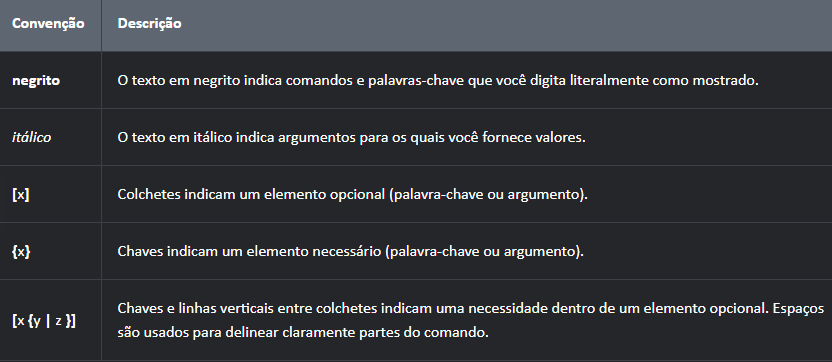 Convenção Descrição
negrito O texto em negrito indica comandos e palavras-chave que você digita literalmente como mostrado.
itálico O texto em itálico indica argumentos para os quais você fornece valores.
[x] Colchetes indicam um elemento opcional (palavra-chave ou argumento).
{x} Chaves indicam um elemento necessário (palavra-chave ou argumento).
[x {y | z }] Chaves e linhas verticais entre colchetes indicam uma necessidade dentro de um elemento opcional. Espaços
são usados para delinear claramente partes do comando.